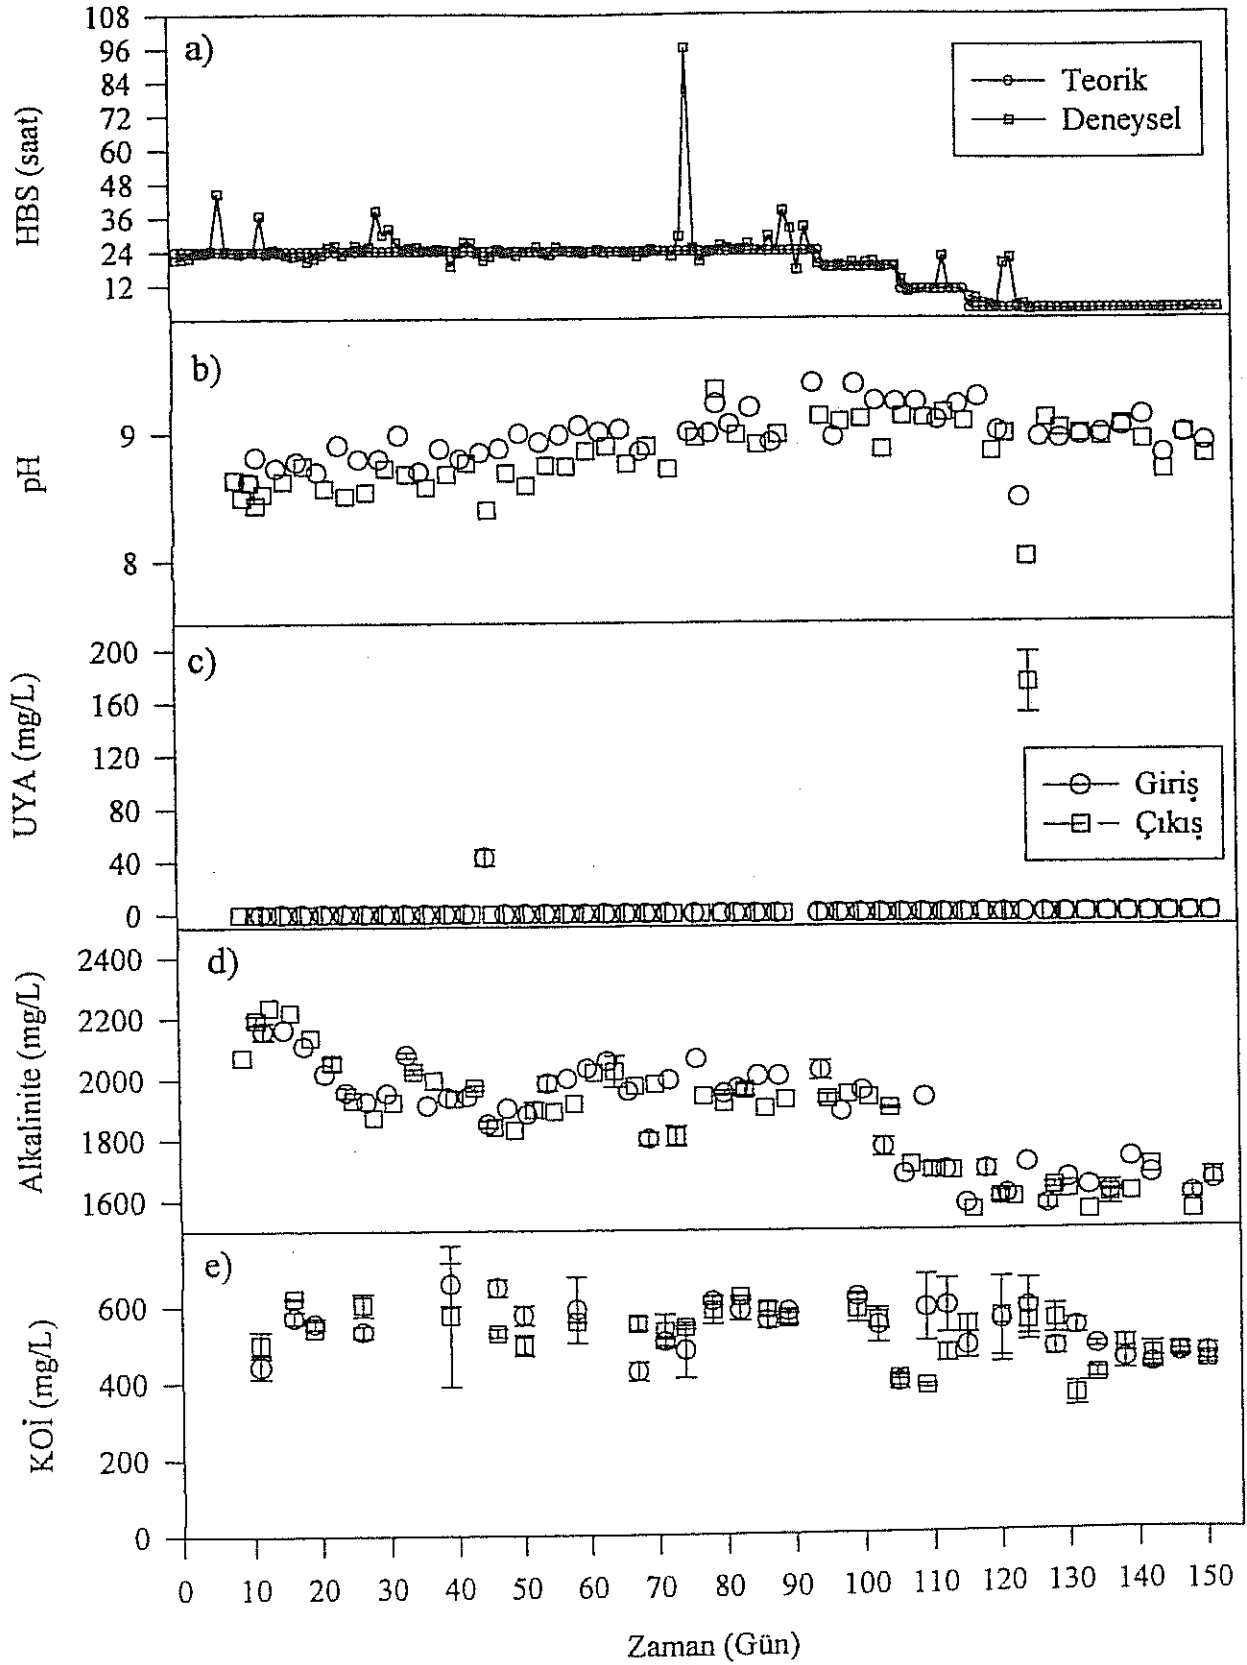 a)
HBS (saat)
108
96
84
72
60
48
36
24
12
Teorik
Deneysel
b)
pH
9
8
c)
UYA (mg/L)
200
160
120
80
40
0
Giriş
Çıkış
d)
Alkalinite (mg/L)
2400
2200
2000
1800
1600
e)
KOİ (mg/L)
600
400
200
0
0 10 20 30 40 50 60 70 80 90 100 110 120 130 140 150
Zaman (Gün)